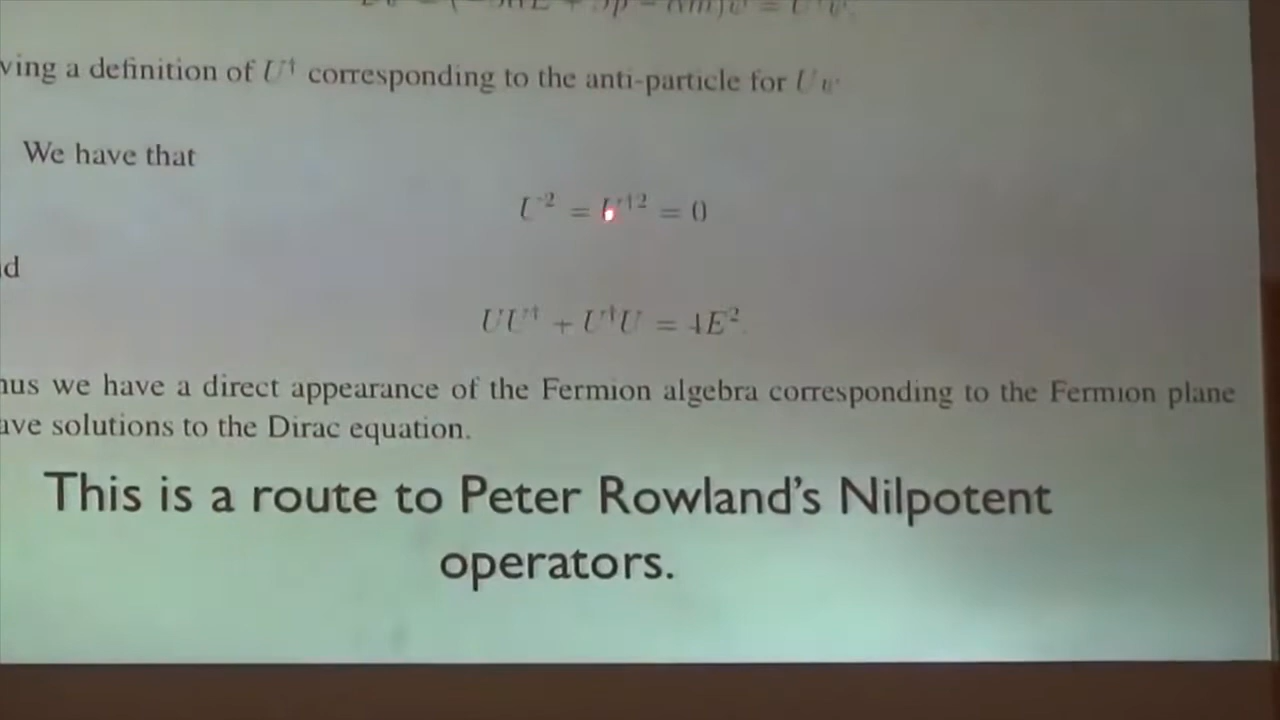 ving a definition of U† corresponding to the anti-particle for Uψ
We have that
U² = U†² = 0
nd
UU† + U†U = 4E².
hus we have a direct appearance of the Fermion algebra corresponding to the Fermion plane
ave solutions to the Dirac equation.
This is a route to Peter Rowland's Nilpotent
operators.